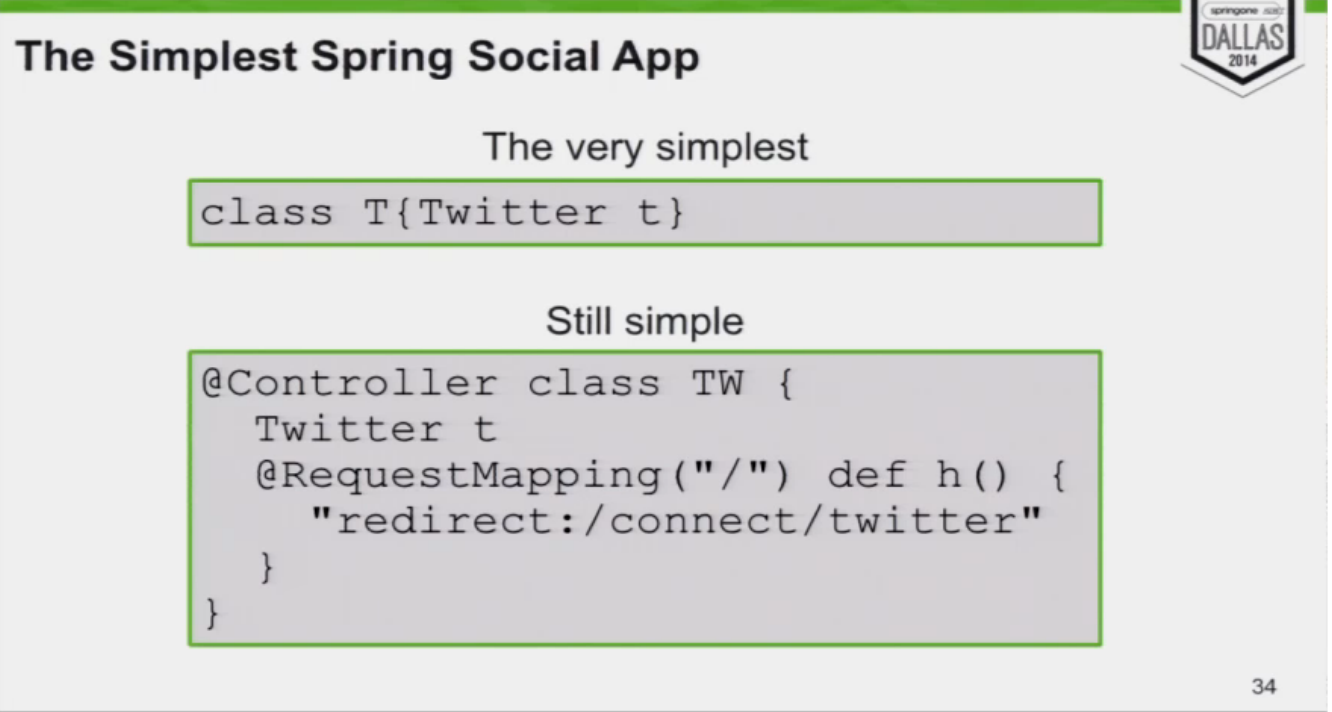 springone
DALLAS
2014
The Simplest Spring Social App
The very simplest
class T{Twitter t}
Still simple
@Controller class TW {
  Twitter t
  @RequestMapping("/") def h() {
    "redirect:/connect/twitter"
  }
}
34